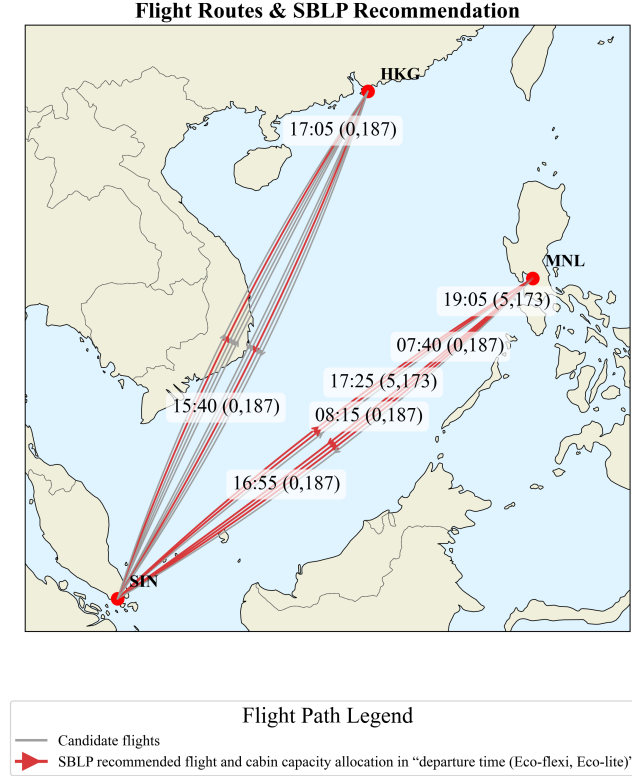 Flight Routes & SBLP Recommendation
HKG
17:05 (0,187)
MNL
19:05 (5,173)
07:40 (0,187)
17:25 (5,173)
15:40 (0,187)
08:15 (0,187)
16:55 (0,187)
SIN
Flight Path Legend
Candidate flights
SBLP recommended flight and cabin capacity allocation in “departure time (Eco-flexi, Eco-lite)”